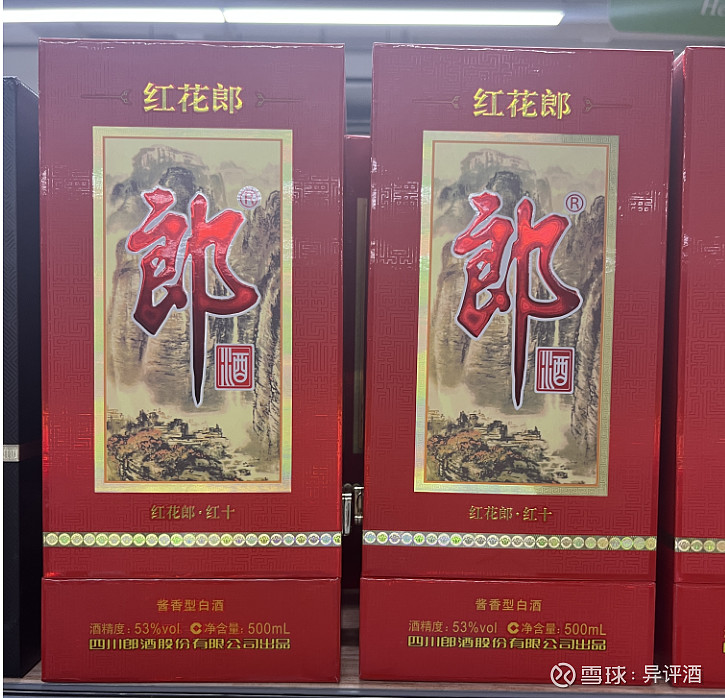 红花郎
郎
®
酒
红花郎·红十
酱香型白酒
酒精度：53%vol 净含量：500mL
四川郎酒股份有限公司出品
红花郎
郎
®
酒
红花郎·红十
酱香型白酒
酒精度：53%vol 净含量：500mL
四川郎酒股份有限公司出品
雪球：异评酒